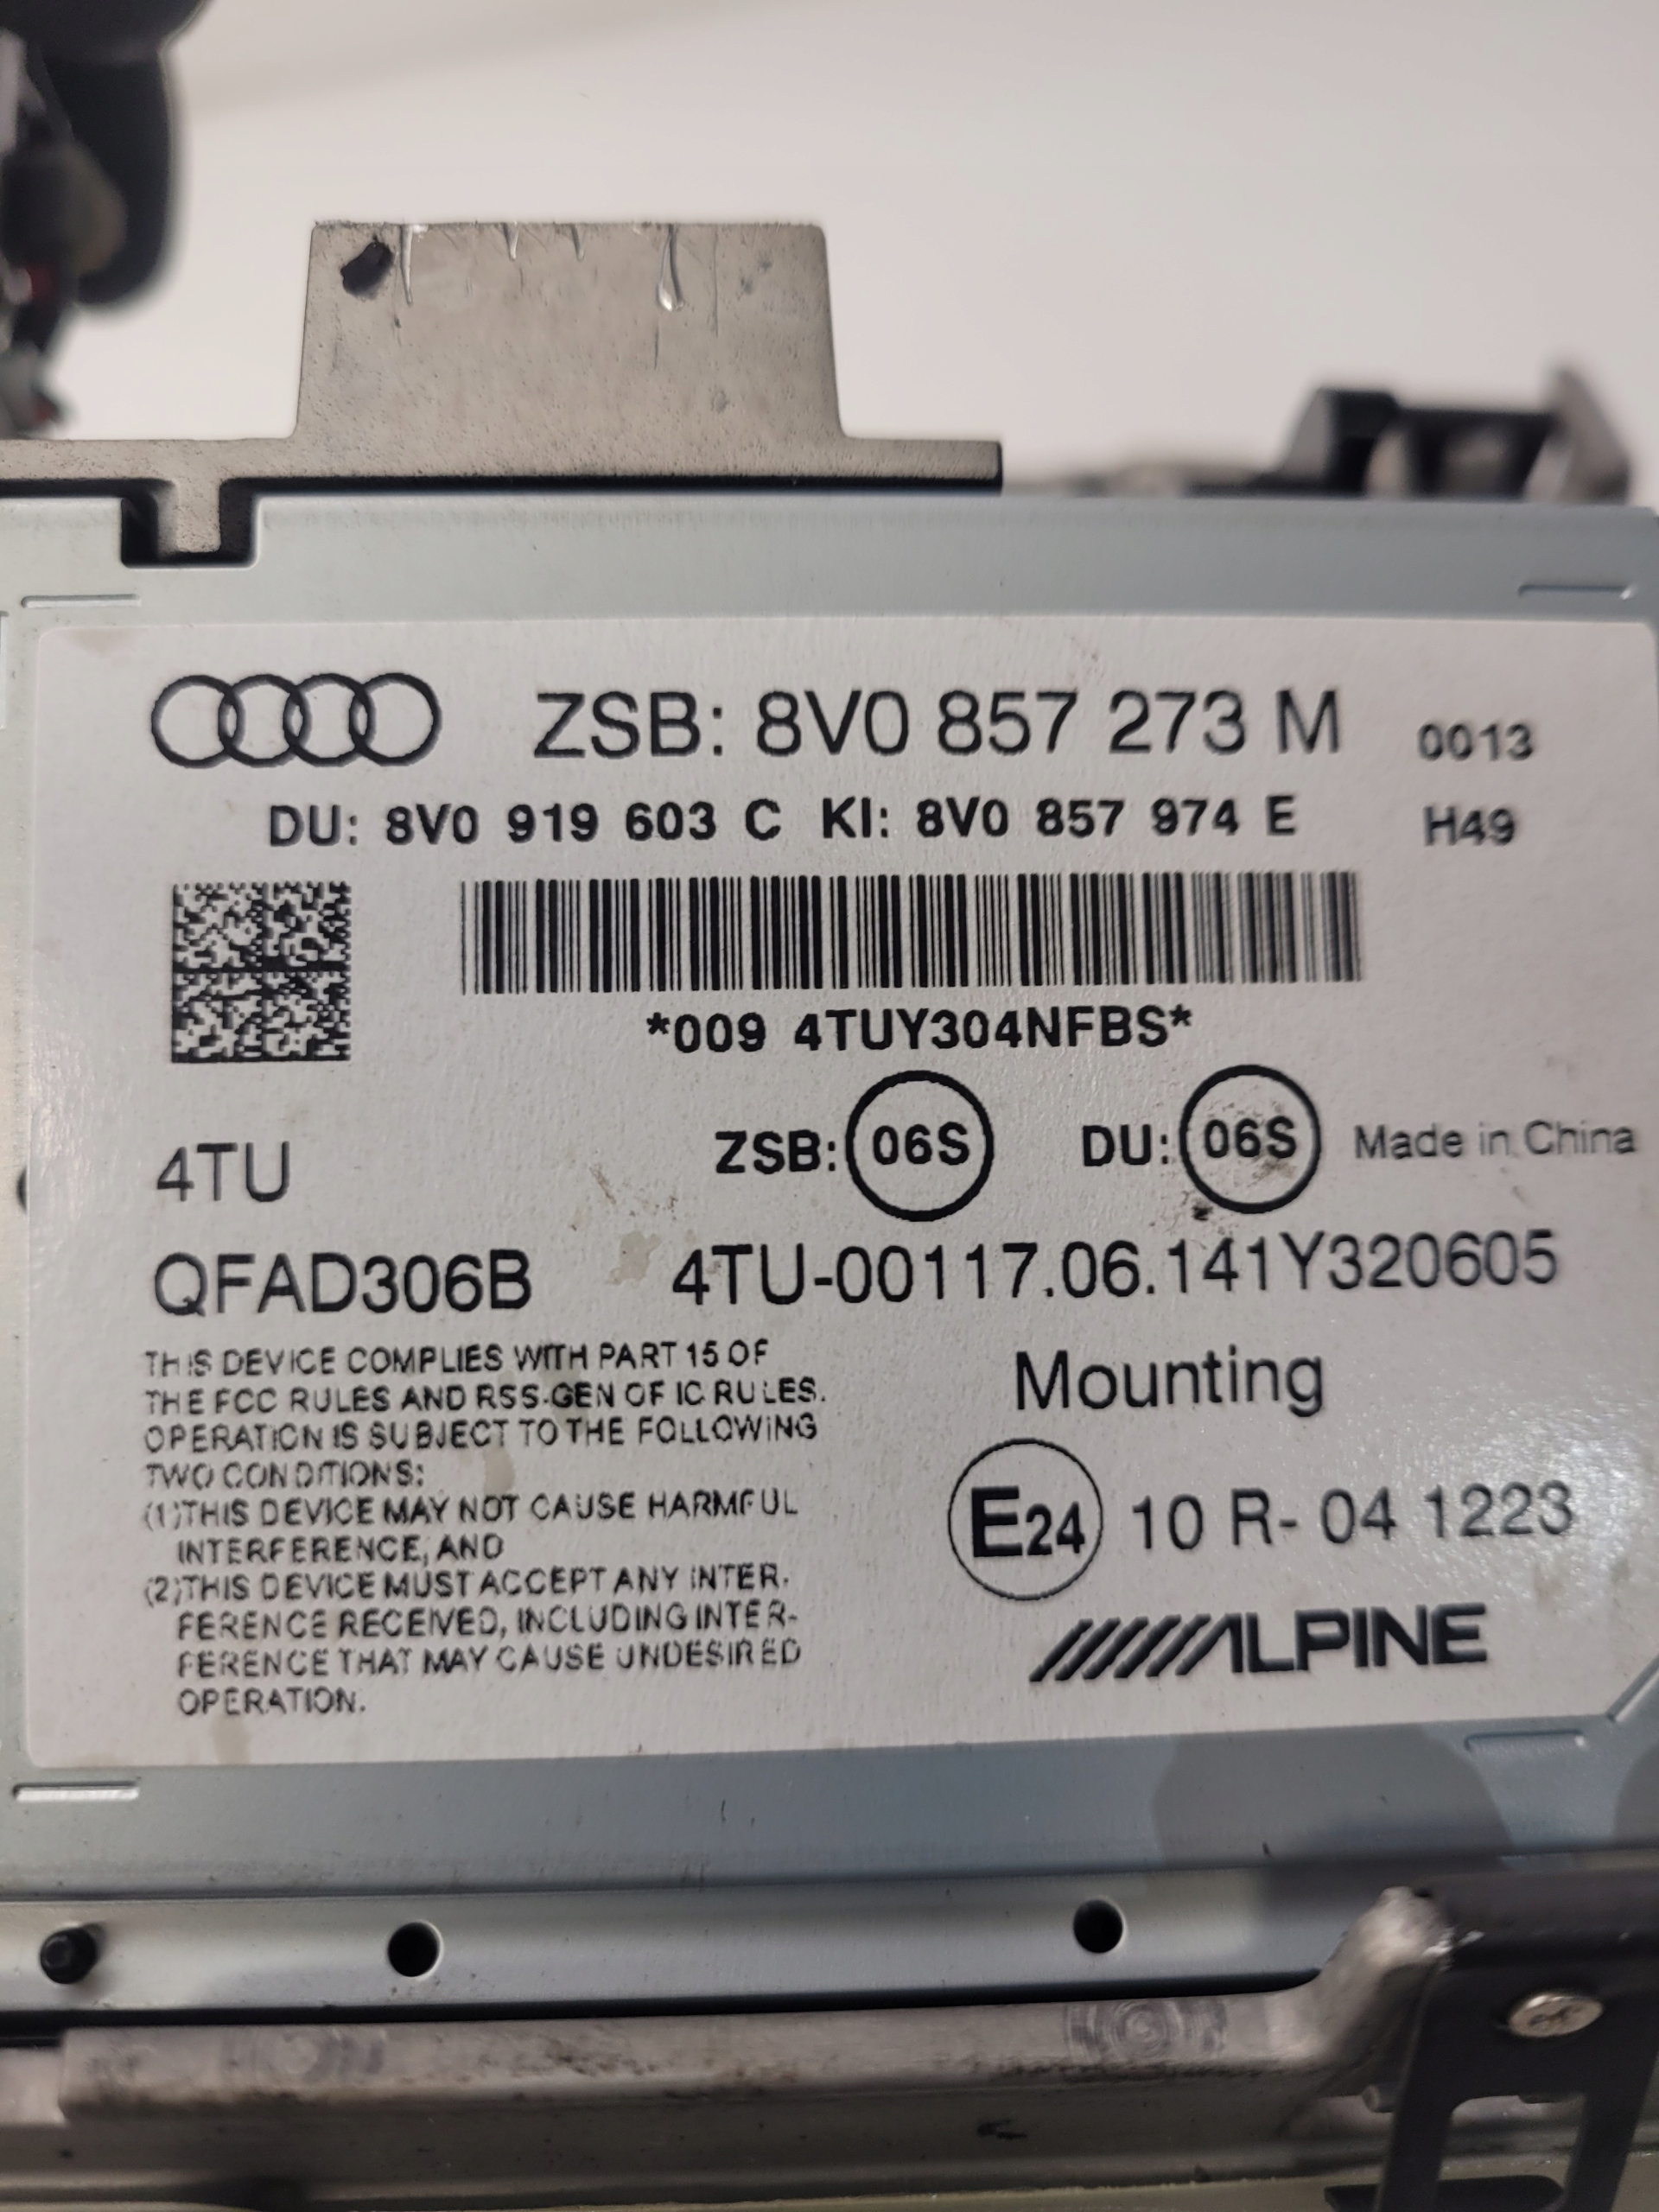 ZSB: 8V0 857 273 M 0013
DU: 8V0 919 603 C KI: 8V0 857 974 E H49
*009 4TUY304NFBS*
4TU ZSB: 06S DU: 06S Made in China
QFAD306B 4TU-00117.06.141Y320605
THIS DEVICE COMPLIES WITH PART 15 OF
THE FCC RULES AND RSS-GEN OF IC RULES.
OPERATION IS SUBJECT TO THE FOLLOWING
TWO CONDITIONS:
(1)THIS DEVICE MAY NOT CAUSE HARMFUL
INTERFERENCE, AND
(2)THIS DEVICE MUST ACCEPT ANY INTER-
FERENCE RECEIVED, INCLUDING INTER-
FERENCE THAT MAY CAUSE UNDESIRED
OPERATION.
Mounting
E24 10 R- 04 1223
ALPINE